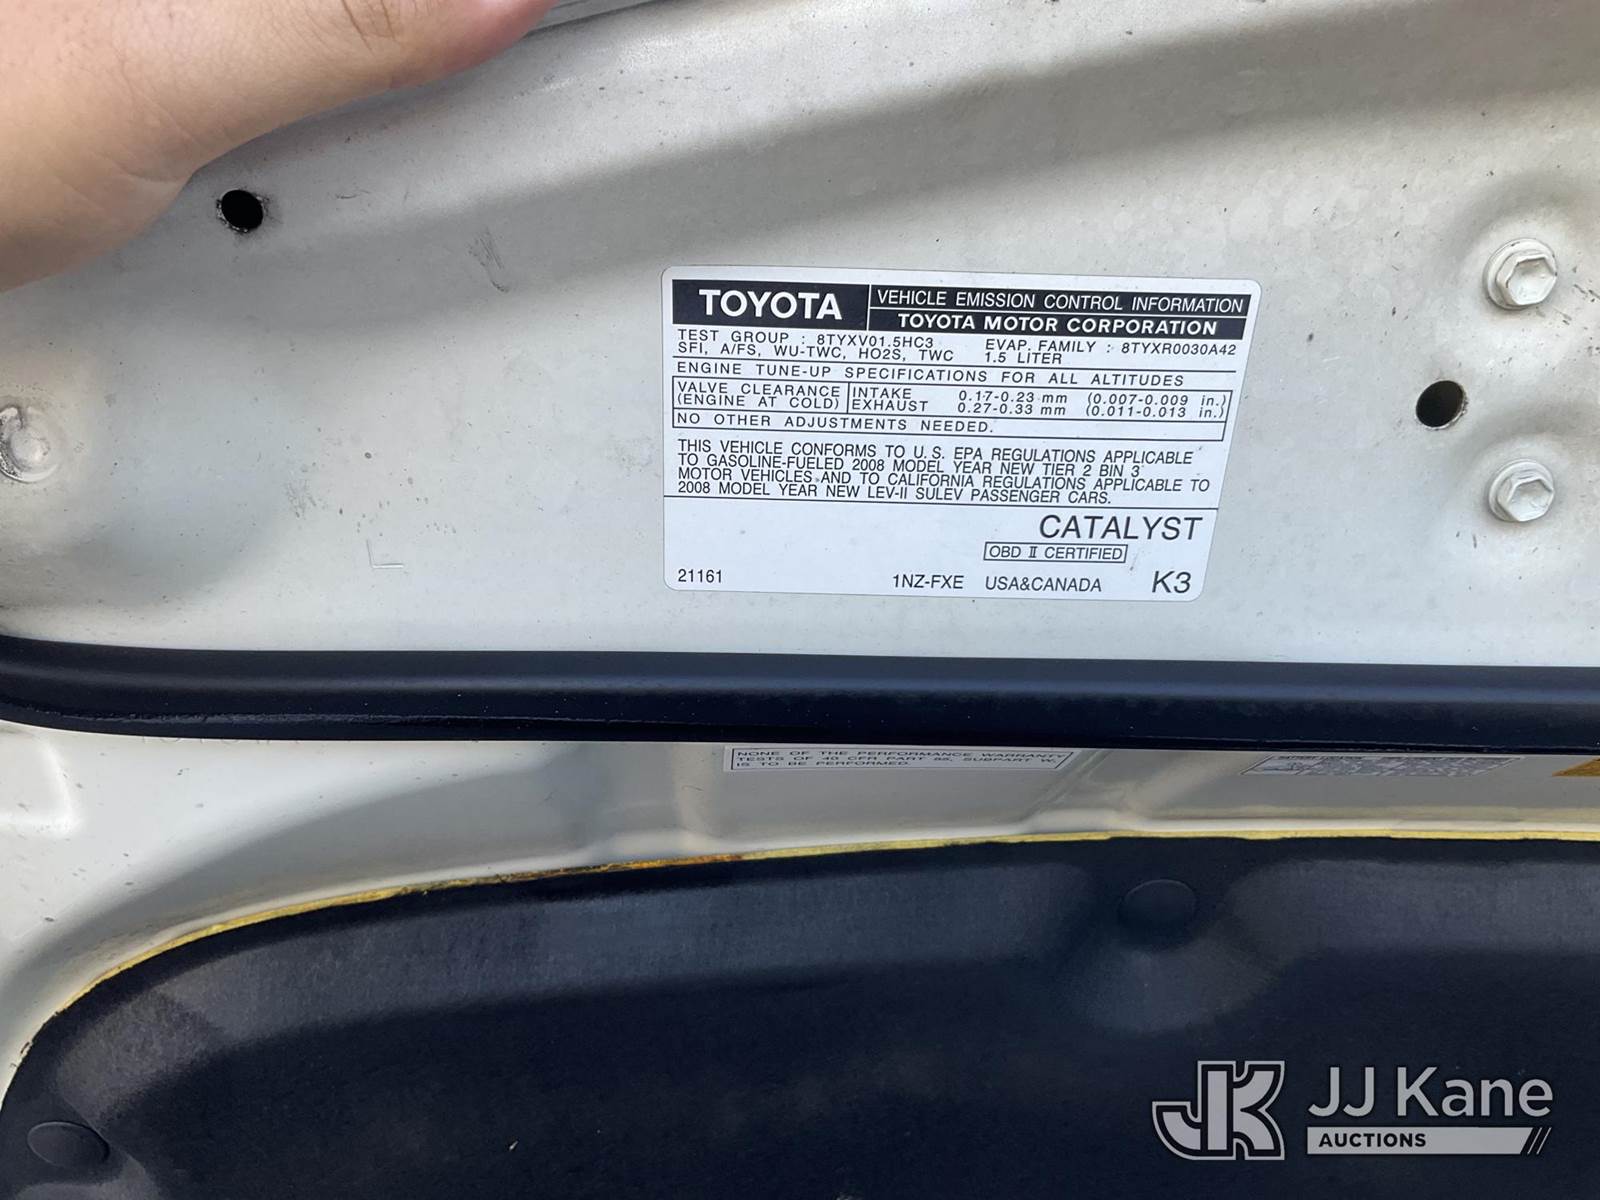 TOYOTA
VEHICLE EMISSION CONTROL INFORMATION
TOYOTA MOTOR CORPORATION
TEST GROUP : 8TYXV01.5HC3 EVAP. FAMILY : 8TYXR0030A42
SFI, A/FS, WU-TWC, HO2S, TWC 1.5 LITER
ENGINE TUNE-UP SPECIFICATIONS FOR ALL ALTITUDES
VALVE CLEARANCE INTAKE 0.17-0.23 mm (0.007-0.009 in.)
(ENGINE AT COLD) EXHAUST 0.27-0.33 mm (0.011-0.013 in.)
NO OTHER ADJUSTMENTS NEEDED.
THIS VEHICLE CONFORMS TO U.S. EPA REGULATIONS APPLICABLE
TO GASOLINE-FUELED 2008 MODEL YEAR NEW TIER 2 BIN 3
MOTOR VEHICLES AND TO CALIFORNIA REGULATIONS APPLICABLE TO
2008 MODEL YEAR NEW LEV-II SULEV PASSENGER CARS.
CATALYST
OBD II CERTIFIED
21161 1NZ-FXE USA&CANADA K3
NONE OF THE PERFORMANCE WARRANTY
TESTS OF 40 CFR PART 85, SUBPART W,
IS TO BE PERFORMED.
JK JJ Kane
AUCTIONS